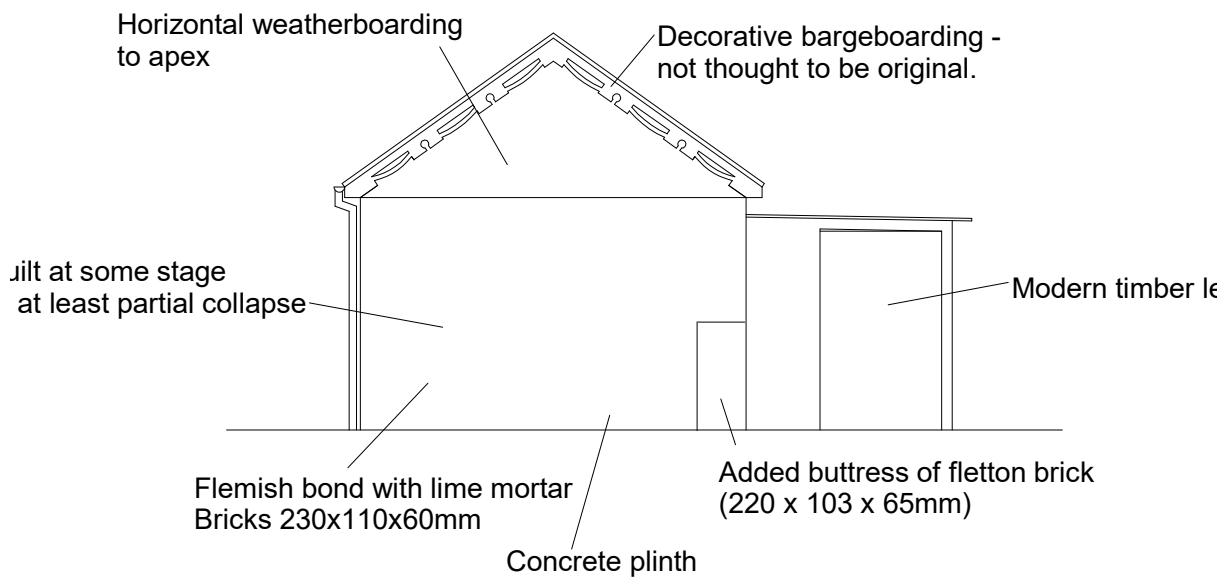 Horizontal weatherboarding
to apex
Decorative bargeboarding -
not thought to be original.
at some stage
at least partial collapse
Modern timber
Flemish bond with lime mortar
Bricks 230x110x60mm
Added buttress of fletton brick
(220 x 103 x 65mm)
Concrete plinth